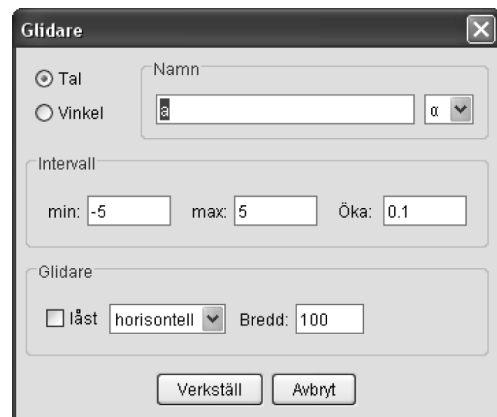 Glidare
Tal
Namn
a
α
Vinkel
Intervall
min: -5 max: 5 Öka: 0.1
Glidare
låst horisontell Bredd: 100
Verkställ Avbryt